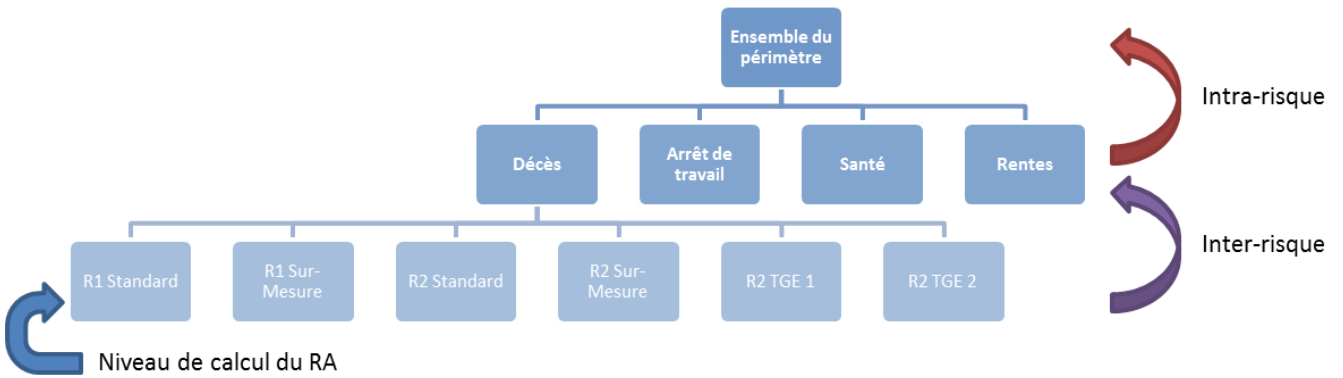 Ensemble du
périmètre
Intra-risque
Décès
Arrêt de
travail
Santé
Rentes
Inter-risque
R1 Standard
R1 Sur-
Mesure
R2 Standard
R2 Sur-
Mesure
R2 TGE 1
R2 TGE 2
Niveau de calcul du RA